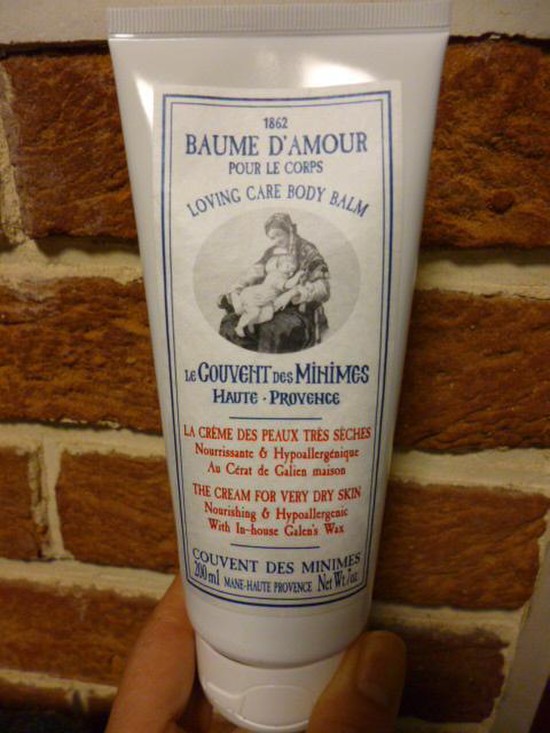 1862
BAUME D'AMOUR
POUR LE CORPS
LOVING CARE BODY BALM
LE COUVENT DES MINIMES
HAUTE - PROVENCE
LA CRÈME DES PEAUX TRÈS SÈCHES
Nourrissante & Hypoallergénique
Au Cérat de Galien maison
THE CREAM FOR VERY DRY SKIN
Nourishing & Hypoallergenic
With In-house Galen's Wax
COUVENT DES MINIMES
200 ml MANE-HAUTE PROVENCE Net Wt. 7oz.